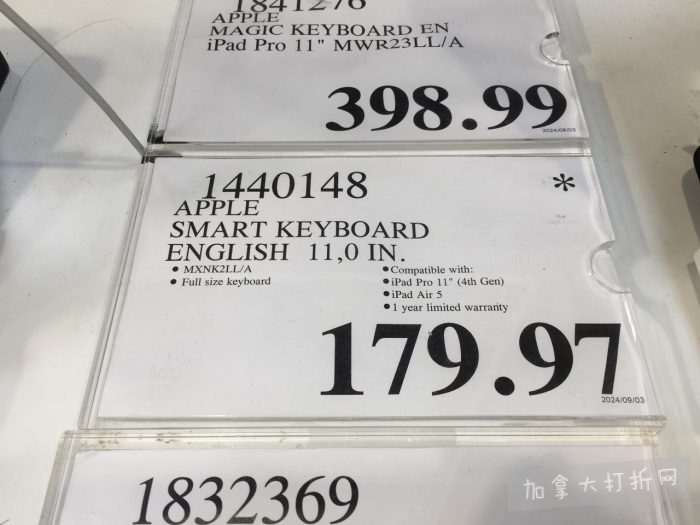 1841276
APPLE
MAGIC KEYBOARD EN
iPad Pro 11" MWR23LL/A
398.99
2024/09/03
1440148 *
APPLE
SMART KEYBOARD
ENGLISH 11,0 IN.
• MXNK2LL/A
• Full size keyboard
• Compatible with:
• iPad Pro 11" (4th Gen)
• iPad Air 5
• 1 year limited warranty
179.97
2024/09/03
1832369
加拿大打折网